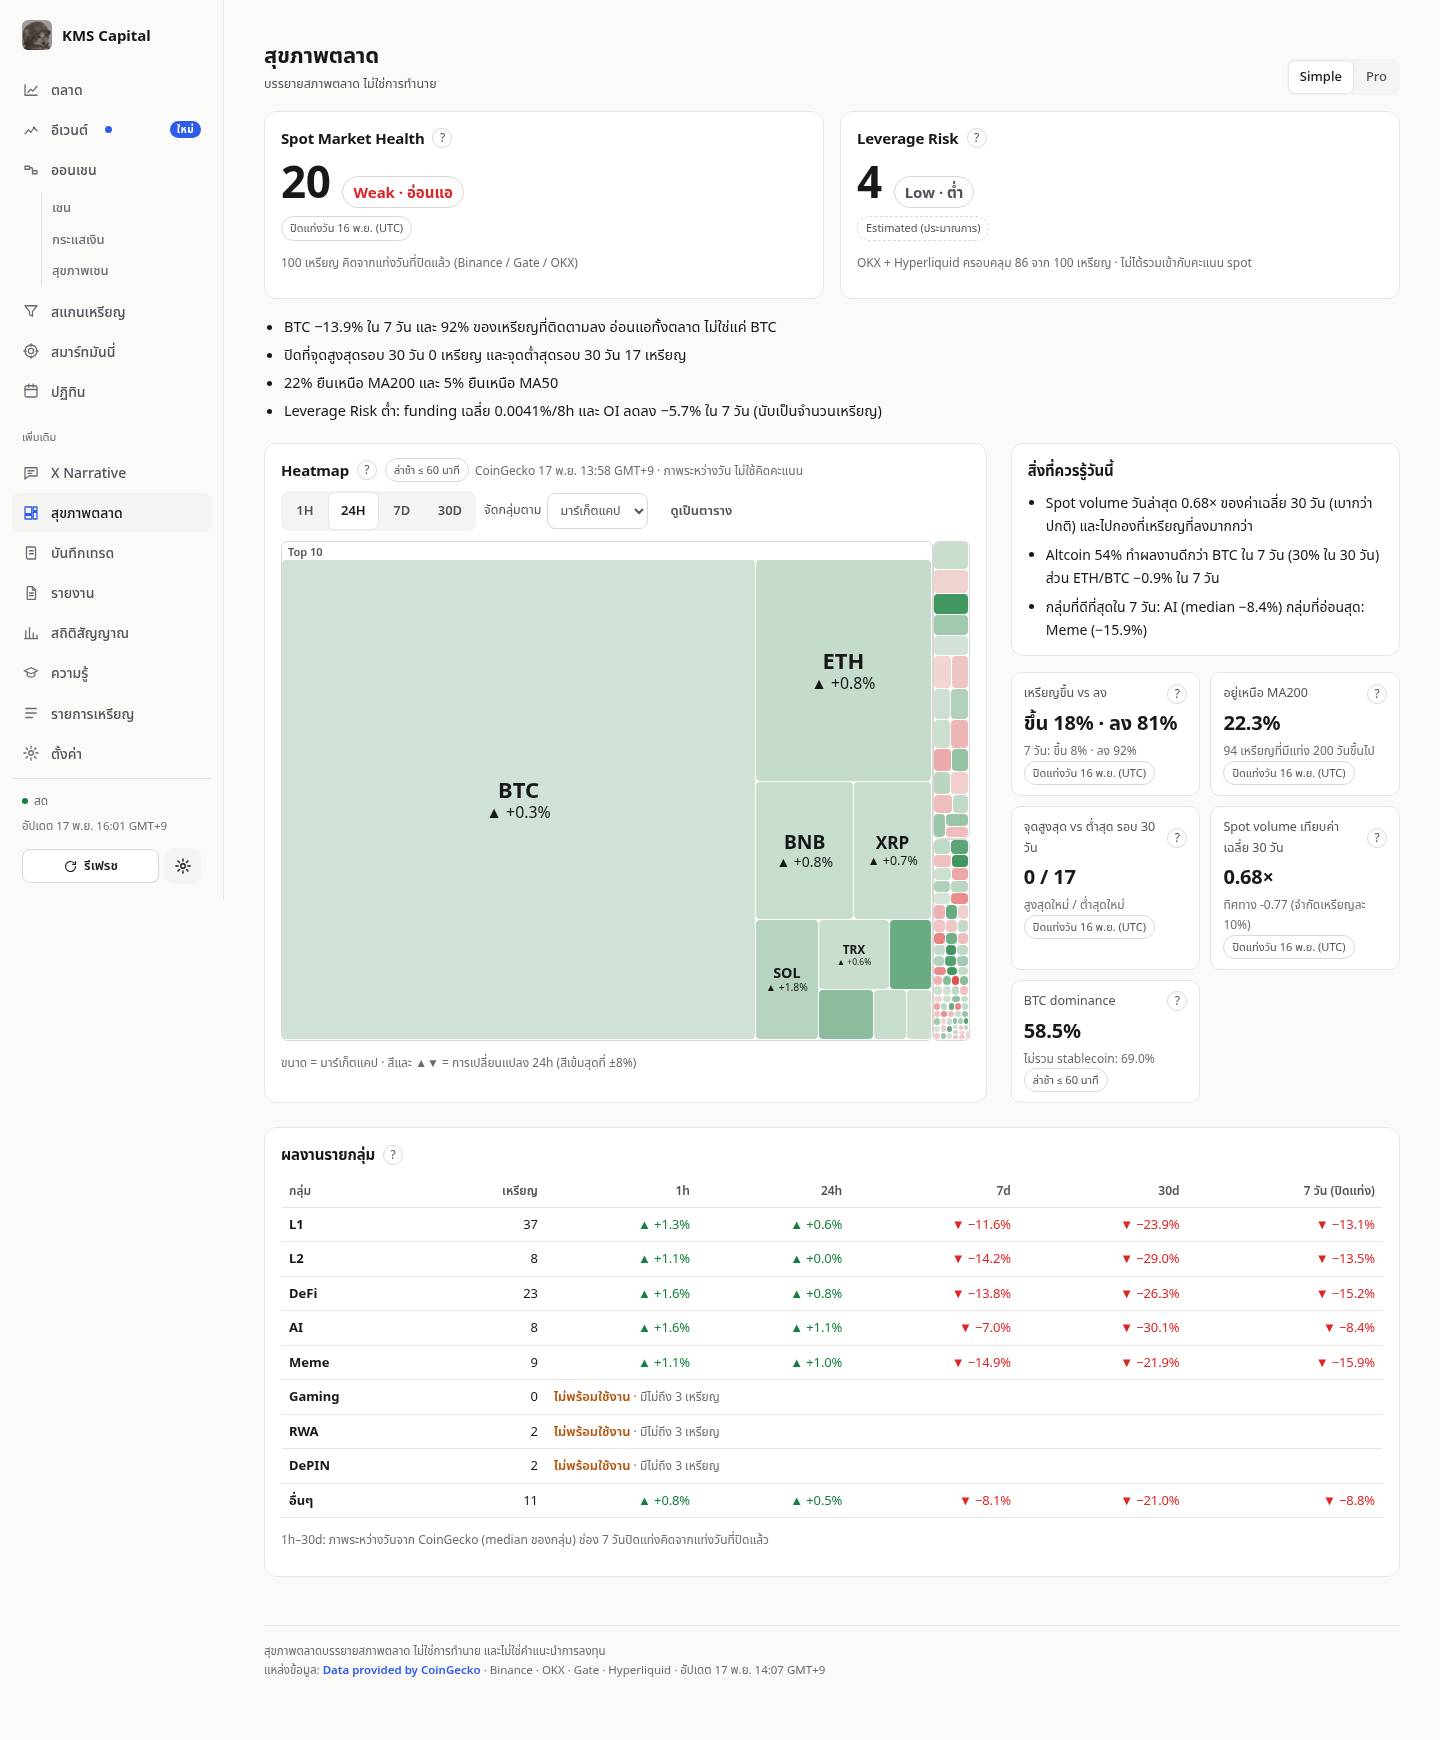 KMS Capital
ตลาด
อีเวนต์
ใหม่
ออนเชน
เชน
กระแสเงิน
สุขภาพเชน
สแกนเหรียญ
สมาร์ทมันนี่
ปฏิทิน
เพิ่มเติม
X Narrative
สุขภาพตลาด
บันทึกเทรด
รายงาน
สถิติสัญญาณ
ความรู้
รายการเหรียญ
ตั้งค่า
สด
อัปเดต 17 พ.ย. 16:01 GMT+9
รีเฟรช
สุขภาพตลาด
บรรยายสภาพตลาด ไม่ใช่การทำนาย
Simple Pro
Spot Market Health ?
20 Weak · อ่อนแอ
ปิดแท่งวัน 16 พ.ย. (UTC)
100 เหรียญ คิดจากแท่งวันที่ปิดแล้ว (Binance / Gate / OKX)
Leverage Risk ?
4 Low · ต่ำ
Estimated (ประมาณการ)
OKX + Hyperliquid ครอบคลุม 86 จาก 100 เหรียญ · ไม่ได้รวมเข้ากับคะแนน spot
• BTC −13.9% ใน 7 วัน และ 92% ของเหรียญที่ติดตามลง อ่อนแอทั้งตลาด ไม่ใช่แค่ BTC
• ปิดที่จุดสูงสุดรอบ 30 วัน 0 เหรียญ และจุดต่ำสุดรอบ 30 วัน 17 เหรียญ
• 22% ยืนเหนือ MA200 และ 5% ยืนเหนือ MA50
• Leverage Risk ต่ำ: funding เฉลี่ย 0.0041%/8h และ OI ลดลง −5.7% ใน 7 วัน (นับเป็นจำนวนเหรียญ)
Heatmap ? ล่าช้า ≤ 60 นาที CoinGecko 17 พ.ย. 13:58 GMT+9 · ภาพระหว่างวัน ไม่ใช้คิดคะแนน
1H 24H 7D 30D จัดกลุ่มตาม มาร์เก็ตแคป ดูเป็นตาราง
Top 10
BTC
▲ +0.3%
ETH
▲ +0.8%
BNB
▲ +0.8%
XRP
▲ +0.7%
SOL
▲ +1.8%
TRX
▲ +0.6%
ขนาด = มาร์เก็ตแคป · สีและ ▲▼ = การเปลี่ยนแปลง 24h (สีเข้มสุดที่ ±8%)
สิ่งที่ควรรู้วันนี้
• Spot volume วันล่าสุด 0.68× ของค่าเฉลี่ย 30 วัน (เบากว่า
ปกติ) และไปกองที่เหรียญที่ลงมากกว่า
• Altcoin 54% ทำผลงานดีกว่า BTC ใน 7 วัน (30% ใน 30 วัน)
ส่วน ETH/BTC −0.9% ใน 7 วัน
• กลุ่มที่ดีที่สุดใน 7 วัน: AI (median −8.4%) กลุ่มที่อ่อนสุด:
Meme (−15.9%)
เหรียญขึ้น vs ลง ?
ขึ้น 18% · ลง 81%
7 วัน: ขึ้น 8% · ลง 92%
ปิดแท่งวัน 16 พ.ย. (UTC)
อยู่เหนือ MA200 ?
22.3%
94 เหรียญที่มีแท่ง 200 วันขึ้นไป
ปิดแท่งวัน 16 พ.ย. (UTC)
จุดสูงสุด vs ต่ำสุด รอบ 30
วัน ?
0 / 17
สูงสุดใหม่ / ต่ำสุดใหม่
ปิดแท่งวัน 16 พ.ย. (UTC)
Spot volume เทียบค่า
เฉลี่ย 30 วัน ?
0.68×
ทิศทาง -0.77 (จำกัดเหรียญละ
10%)
ปิดแท่งวัน 16 พ.ย. (UTC)
BTC dominance ?
58.5%
ไม่รวม stablecoin: 69.0%
ล่าช้า ≤ 60 นาที
ผลงานรายกลุ่ม ?
กลุ่ม เหรียญ 1h 24h 7d 30d 7 วัน (ปิดแท่ง)
L1 37 ▲ +1.3% ▲ +0.6% ▼ −11.6% ▼ −23.9% ▼ −13.1%
L2 8 ▲ +1.1% ▲ +0.0% ▼ −14.2% ▼ −29.0% ▼ −13.5%
DeFi 23 ▲ +1.6% ▲ +0.8% ▼ −13.8% ▼ −26.3% ▼ −15.2%
AI 8 ▲ +1.6% ▲ +1.1% ▼ −7.0% ▼ −30.1% ▼ −8.4%
Meme 9 ▲ +1.1% ▲ +1.0% ▼ −14.9% ▼ −21.9% ▼ −15.9%
Gaming 0 ไม่พร้อมใช้งาน · มีไม่ถึง 3 เหรียญ
RWA 2 ไม่พร้อมใช้งาน · มีไม่ถึง 3 เหรียญ
DePIN 2 ไม่พร้อมใช้งาน · มีไม่ถึง 3 เหรียญ
อื่นๆ 11 ▲ +0.8% ▲ +0.5% ▼ −8.1% ▼ −21.0% ▼ −8.8%
1h–30d: ภาพระหว่างวันจาก CoinGecko (median ของกลุ่ม) ช่อง 7 วันปิดแท่งคิดจากแท่งวันที่ปิดแล้ว
สุขภาพตลาดบรรยายสภาพตลาด ไม่ใช่การทำนาย และไม่ใช่คำแนะนำการลงทุน
แหล่งข้อมูล: Data provided by CoinGecko · Binance · OKX · Gate · Hyperliquid · อัปเดต 17 พ.ย. 14:07 GMT+9